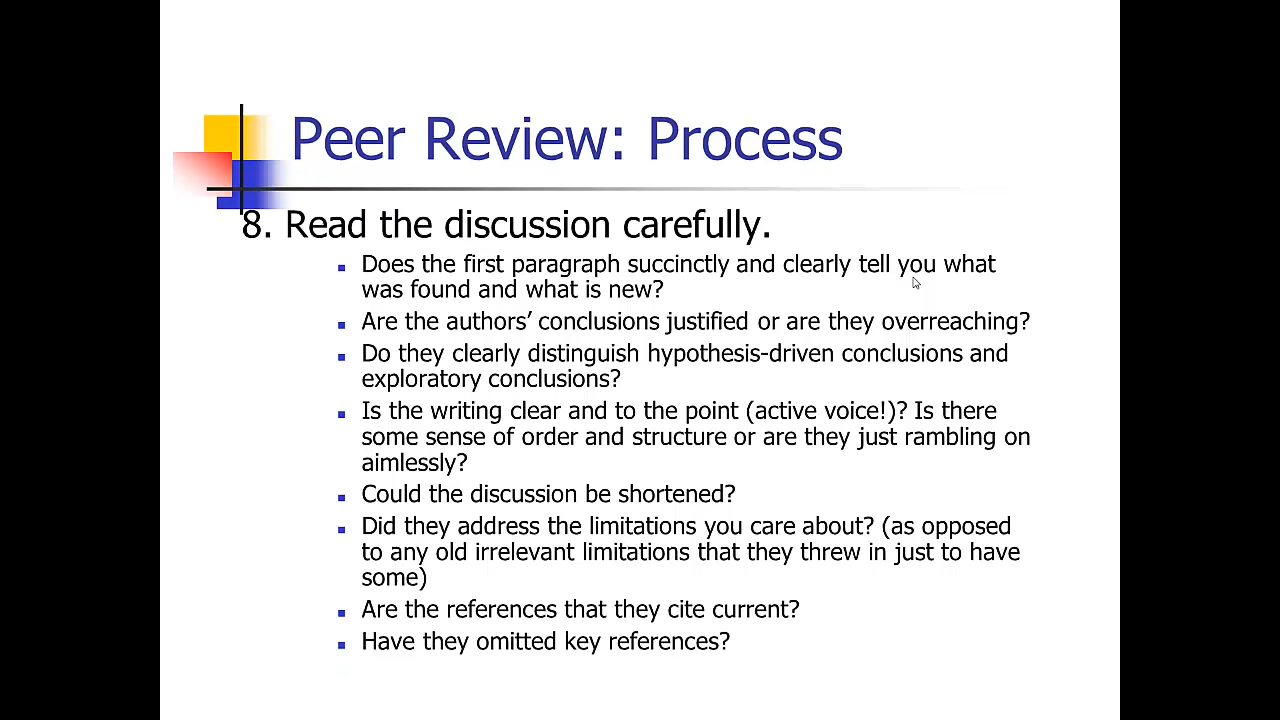 Peer Review: Process
8. Read the discussion carefully.
Does the first paragraph succinctly and clearly tell you what
was found and what is new?
Are the authors’ conclusions justified or are they overreaching?
Do they clearly distinguish hypothesis-driven conclusions and
exploratory conclusions?
Is the writing clear and to the point (active voice!)? Is there
some sense of order and structure or are they just rambling on
aimlessly?
Could the discussion be shortened?
Did they address the limitations you care about? (as opposed
to any old irrelevant limitations that they threw in just to have
some)
Are the references that they cite current?
Have they omitted key references?